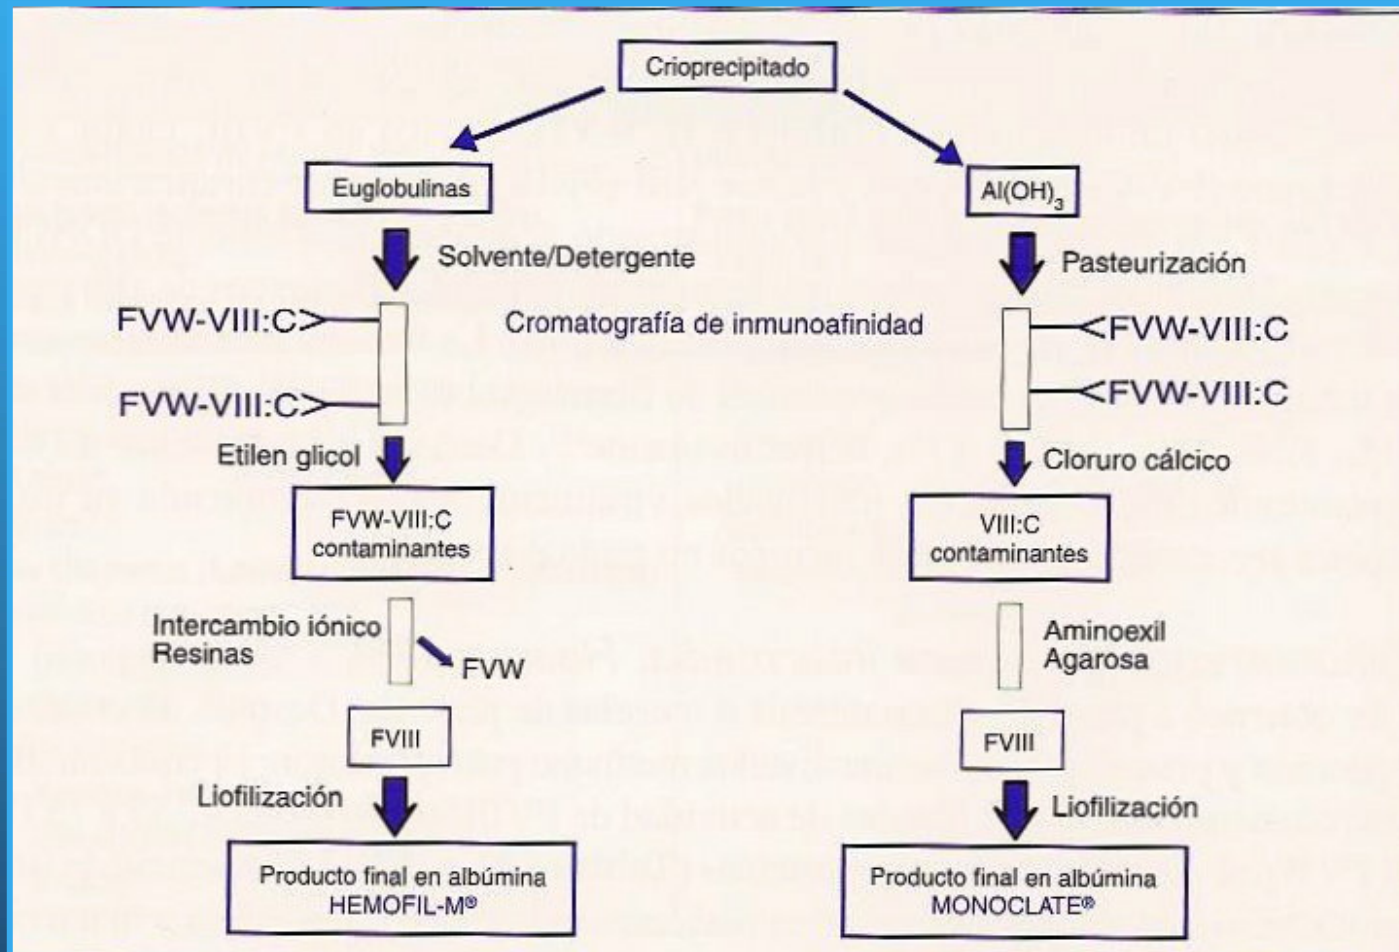 Crioprecipitado
Euglobulinas
Al(OH)₃
Solvente/Detergente
Pasteurización
FVW-VIII:C
Cromatografía de inmunoafinidad
FVW-VIII:C
FVW-VIII:C
FVW-VIII:C
Etilen glicol
Cloruro cálcico
FVW-VIII:C
contaminantes
VIII:C
contaminantes
Intercambio iónico
Resinas
FVW
Aminoexil
Agarosa
FVIII
FVIII
Liofilización
Liofilización
Producto final en albúmina
HEMOFIL-M®
Producto final en albúmina
MONOCLATE®